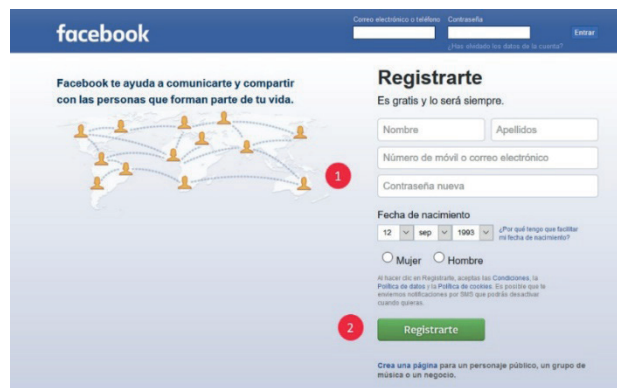 facebook
Correo electrónico o teléfono
Contraseña
Entrar
¿Has olvidado los datos de la cuenta?
Facebook te ayuda a comunicarte y compartir
con las personas que forman parte de tu vida.
1
Registrarte
Es gratis y lo será siempre.
Nombre
Apellidos
Número de móvil o correo electrónico
Contraseña nueva
Fecha de nacimiento
12 sep 1993
¿Por qué tengo que facilitar
mi fecha de nacimiento?
Mujer Hombre
Al hacer clic en Registrarte, aceptas las Condiciones, la
Política de datos y la Política de cookies. Es posible que te
enviemos notificaciones por SMS que podrás desactivar
cuando quieras.
2
Registrarte
Crea una página para un personaje público, un grupo de
música o un negocio.